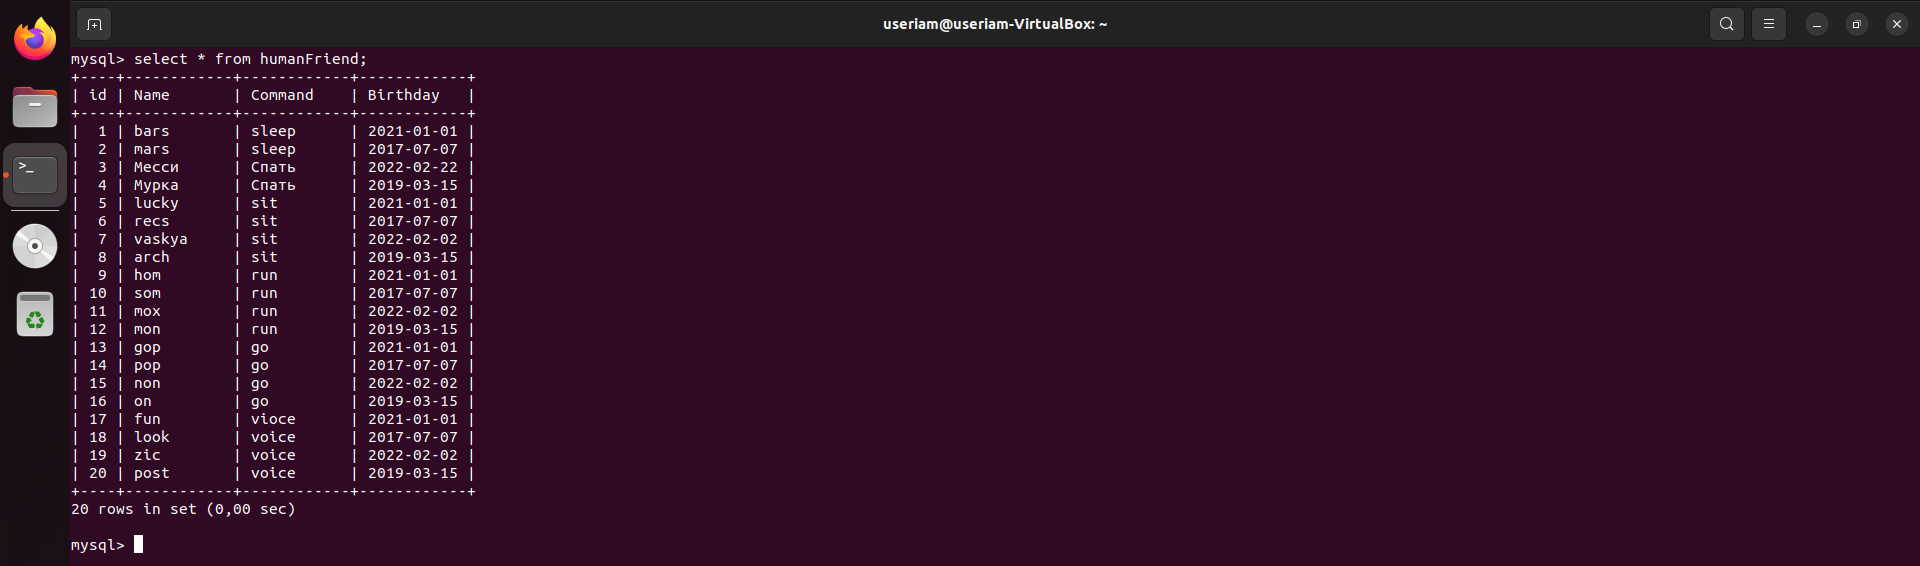 useriam@useriam-VirtualBox: ~
mysql> select * from humanFriend;
+----+------------+------------+------------+
| id | Name       | Command    | Birthday   |
+----+------------+------------+------------+
|  1 | bars       | sleep      | 2021-01-01 |
|  2 | mars       | sleep      | 2017-07-07 |
|  3 | Месси      | Спать      | 2022-02-22 |
|  4 | Мурка      | Спать      | 2019-03-15 |
|  5 | lucky      | sit        | 2021-01-01 |
|  6 | recs       | sit        | 2017-07-07 |
|  7 | vaskya     | sit        | 2022-02-02 |
|  8 | arch       | sit        | 2019-03-15 |
|  9 | hom        | run        | 2021-01-01 |
| 10 | som        | run        | 2017-07-07 |
| 11 | mox        | run        | 2022-02-02 |
| 12 | mon        | run        | 2019-03-15 |
| 13 | gop        | go         | 2021-01-01 |
| 14 | pop        | go         | 2017-07-07 |
| 15 | non        | go         | 2022-02-02 |
| 16 | on         | go         | 2019-03-15 |
| 17 | fun        | vioce      | 2021-01-01 |
| 18 | look       | voice      | 2017-07-07 |
| 19 | zic        | voice      | 2022-02-02 |
| 20 | post       | voice      | 2019-03-15 |
+----+------------+------------+------------+
20 rows in set (0,00 sec)
mysql>